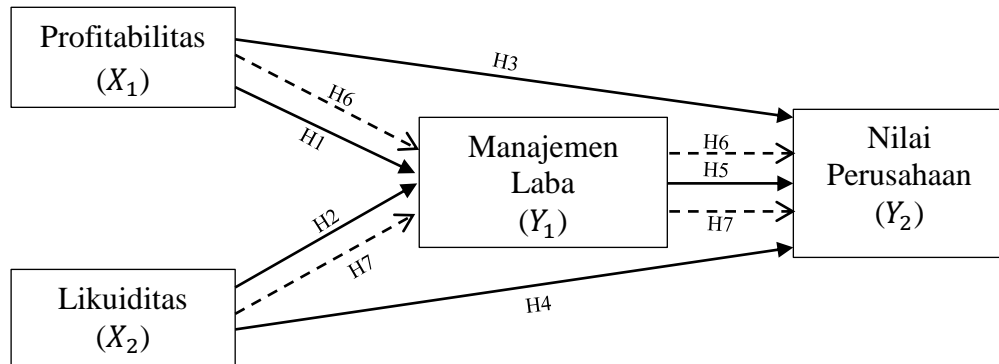 Profitabilitas
(𝑋₁)
H3
H6
H1
Manajemen
Laba
(𝑌₁)
H6
H5
H7
Nilai
Perusahaan
(𝑌₂)
H2
H7
Likuiditas
(𝑋₂)
H4